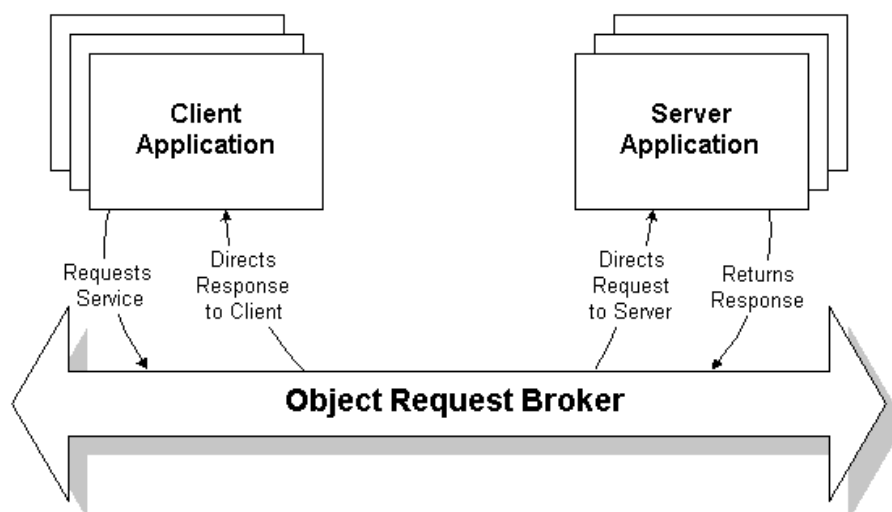 Client
Application
Server
Application
Requests
Service
Directs
Response
to Client
Directs
Request
to Server
Returns
Response
Object Request Broker